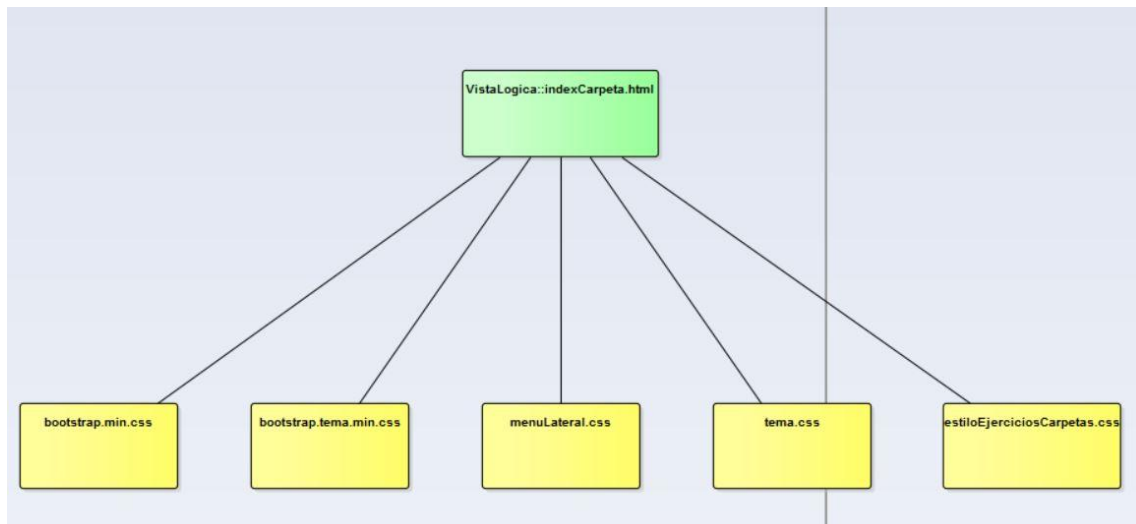 VistaLogica::indexCarpeta.html
bootstrap.min.css
bootstrap.tema.min.css
menuLateral.css
tema.css
estiloEjerciciosCarpetas.css